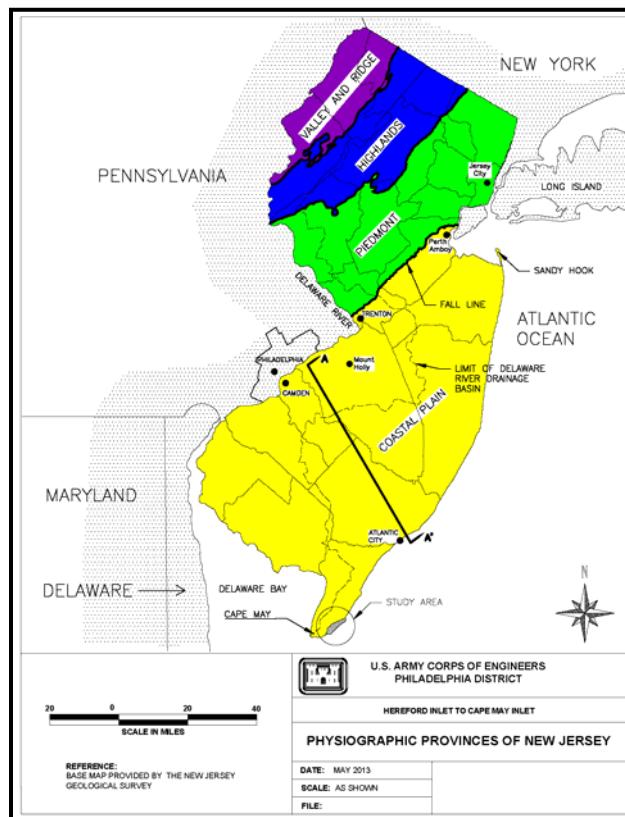 NEW YORK
VALLEY AND RIDGE
HIGHLANDS
PENNSYLVANIA
Jersey
City
LONG ISLAND
PIEDMONT
Perth
Amboy
SANDY HOOK
DELAWARE RIVER
FALL LINE
TRENTON
ATLANTIC
OCEAN
PHILADELPHIA
A
Mount
Holly
LIMIT OF DELAWARE
RIVER DRAINAGE
BASIN
CAMDEN
COASTAL PLAIN
MARYLAND
ATLANTIC
CITY
A'
DELAWARE
DELAWARE BAY
STUDY AREA
CAPE MAY
N
U.S. ARMY CORPS OF ENGINEERS
PHILADELPHIA DISTRICT
HEREFORD INLET TO CAPE MAY INLET
20 0 20 40
SCALE IN MILES
PHYSIOGRAPHIC PROVINCES OF NEW JERSEY
REFERENCE:
BASE MAP PROVIDED BY THE NEW JERSEY
GEOLOGICAL SURVEY
DATE: MAY 2013
SCALE: AS SHOWN
FILE: